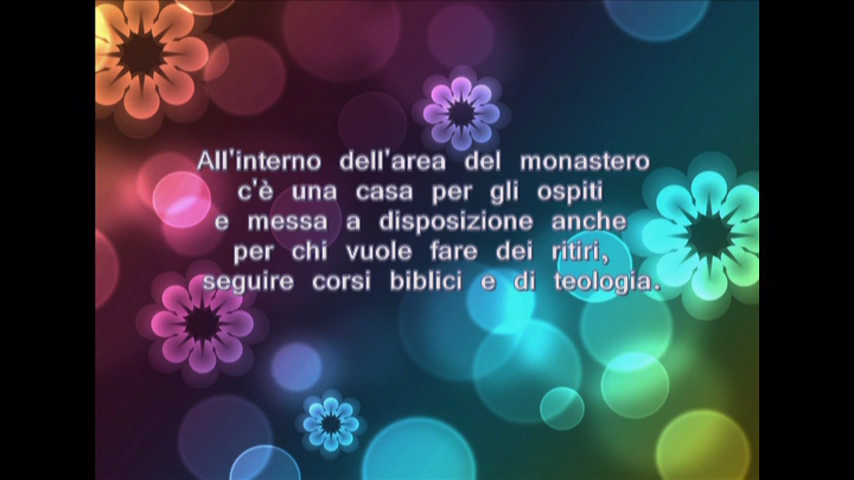 All'interno dell'area del monastero
c'è una casa per gli ospiti
e messa a disposizione anche
per chi vuole fare dei ritiri,
seguire corsi biblici e di teologia.